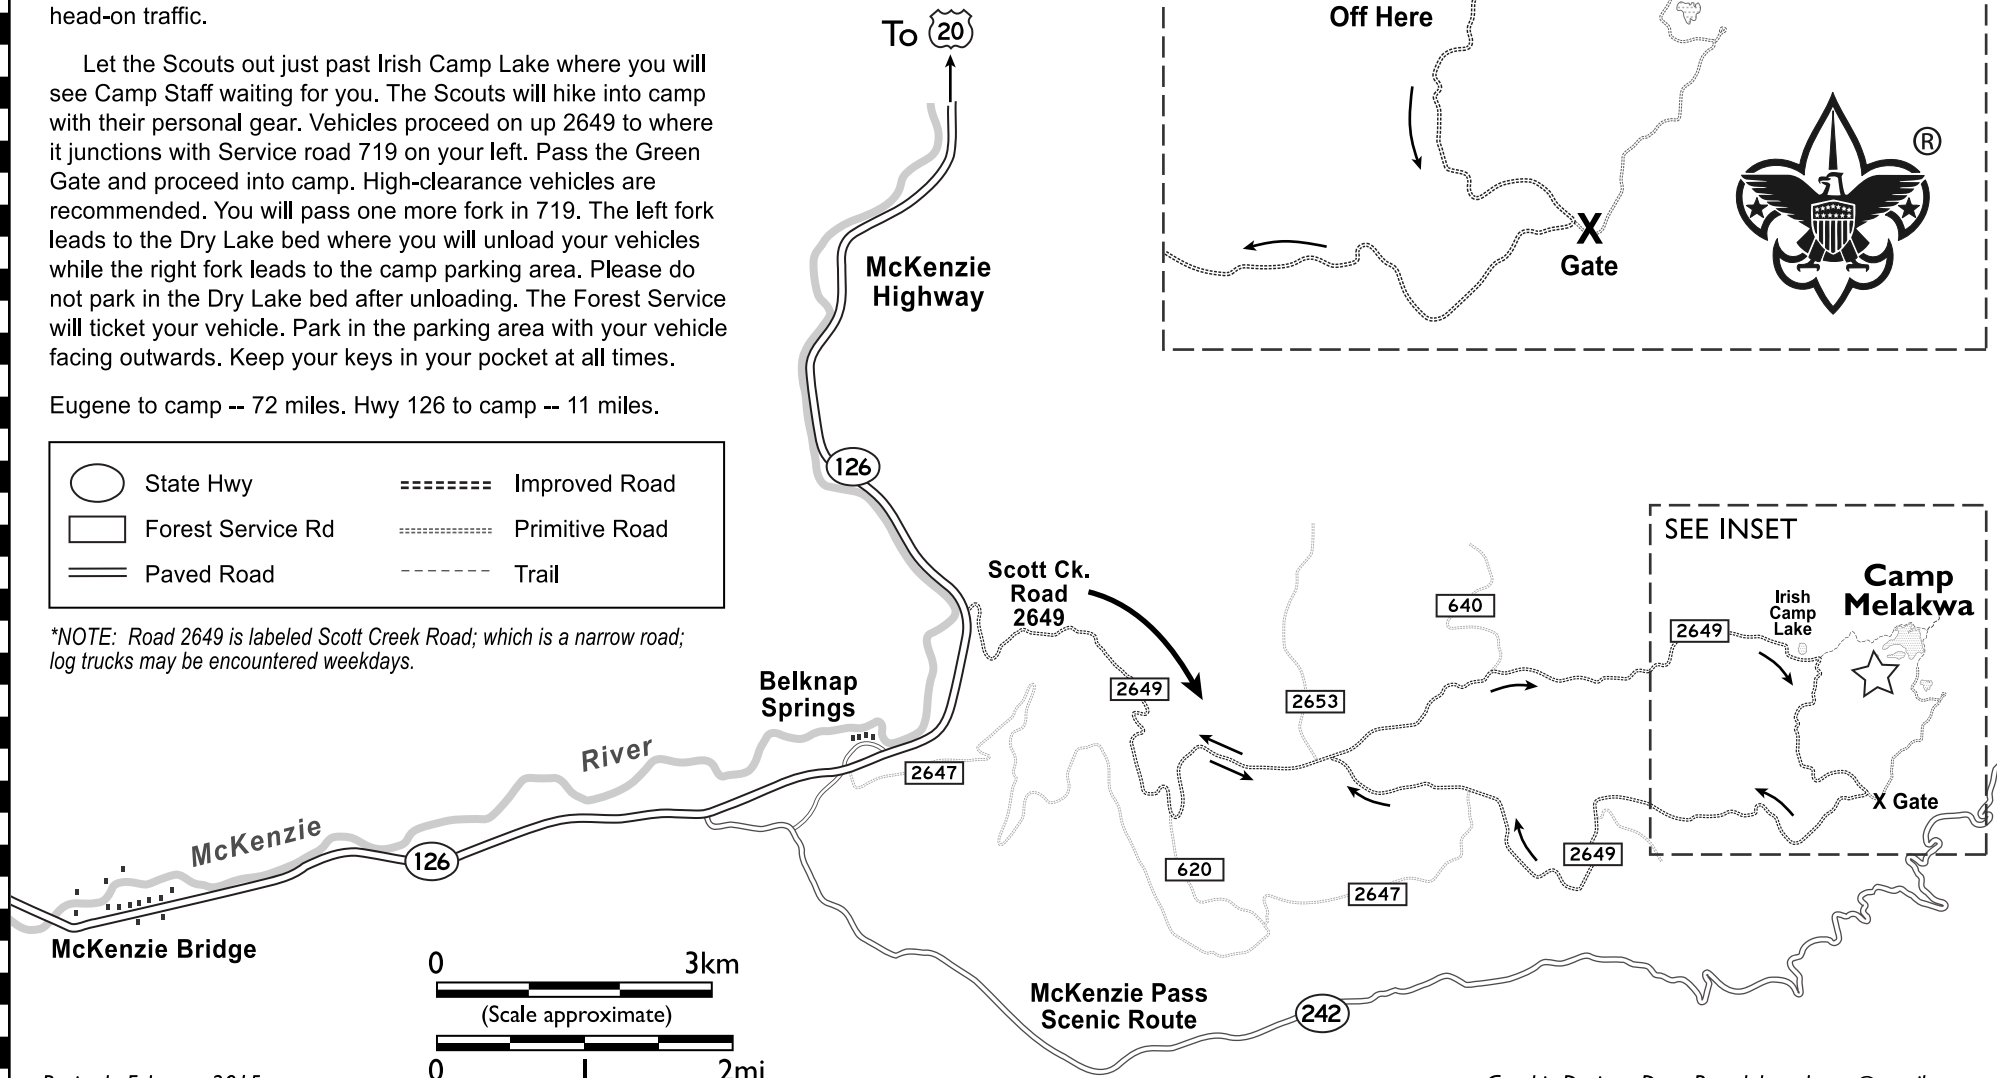 head-on traffic.
Let the Scouts out just past Irish Camp Lake where you will
see Camp Staff waiting for you. The Scouts will hike into camp
with their personal gear. Vehicles proceed on up 2649 to where
it junctions with Service road 719 on your left. Pass the Green
Gate and proceed into camp. High-clearance vehicles are
recommended. You will pass one more fork in 719. The left fork
leads to the Dry Lake bed where you will unload your vehicles
while the right fork leads to the camp parking area. Please do
not park in the Dry Lake bed after unloading. The Forest Service
will ticket your vehicle. Park in the parking area with your vehicle
facing outwards. Keep your keys in your pocket at all times.
Eugene to camp -- 72 miles. Hwy 126 to camp -- 11 miles.
State Hwy
Improved Road
Forest Service Rd
Primitive Road
Paved Road
Trail
*NOTE: Road 2649 is labeled Scott Creek Road; which is a narrow road;
log trucks may be encountered weekdays.
To 20
McKenzie
Highway
126
Off Here
X
Gate
®
SEE INSET
Camp
Melakwa
Irish
Camp
Lake
2649
X Gate
Scott Ck.
Road
2649
2649
2653
640
2649
620
2647
2647
Belknap
Springs
River
McKenzie
126
McKenzie Bridge
McKenzie Pass
Scenic Route
242
0 3km
(Scale approximate)
0 1 2mi